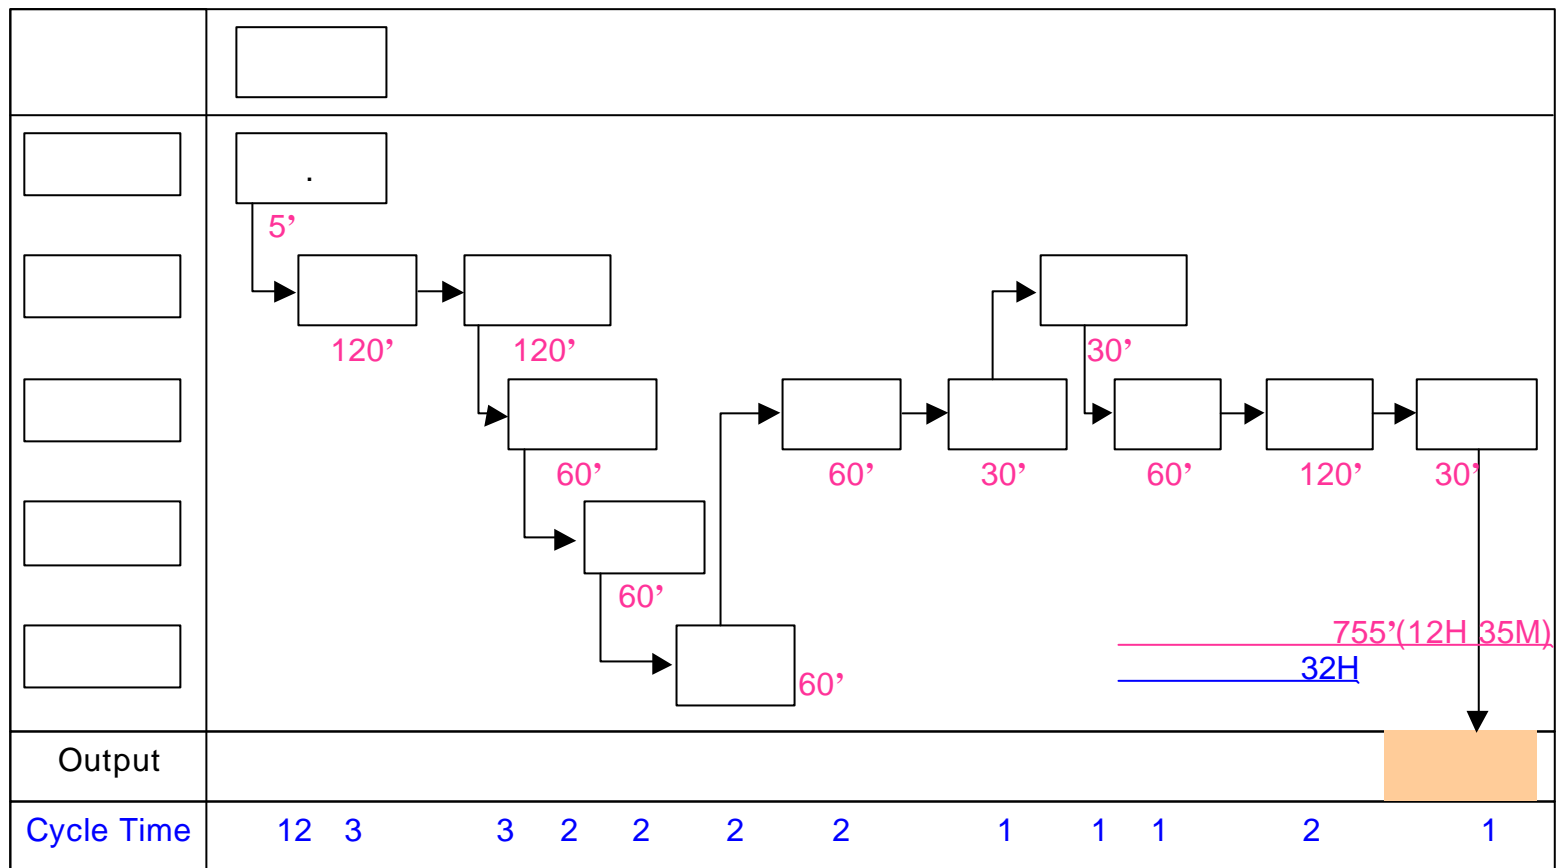 .
5’
120’ 120’ 30’
60’ 60’ 30’ 60’ 120’ 30’
60’
755’(12H 35M)
32H
60’
Output
Cycle Time 12 3 3 2 2 2 2 1 1 1 2 1